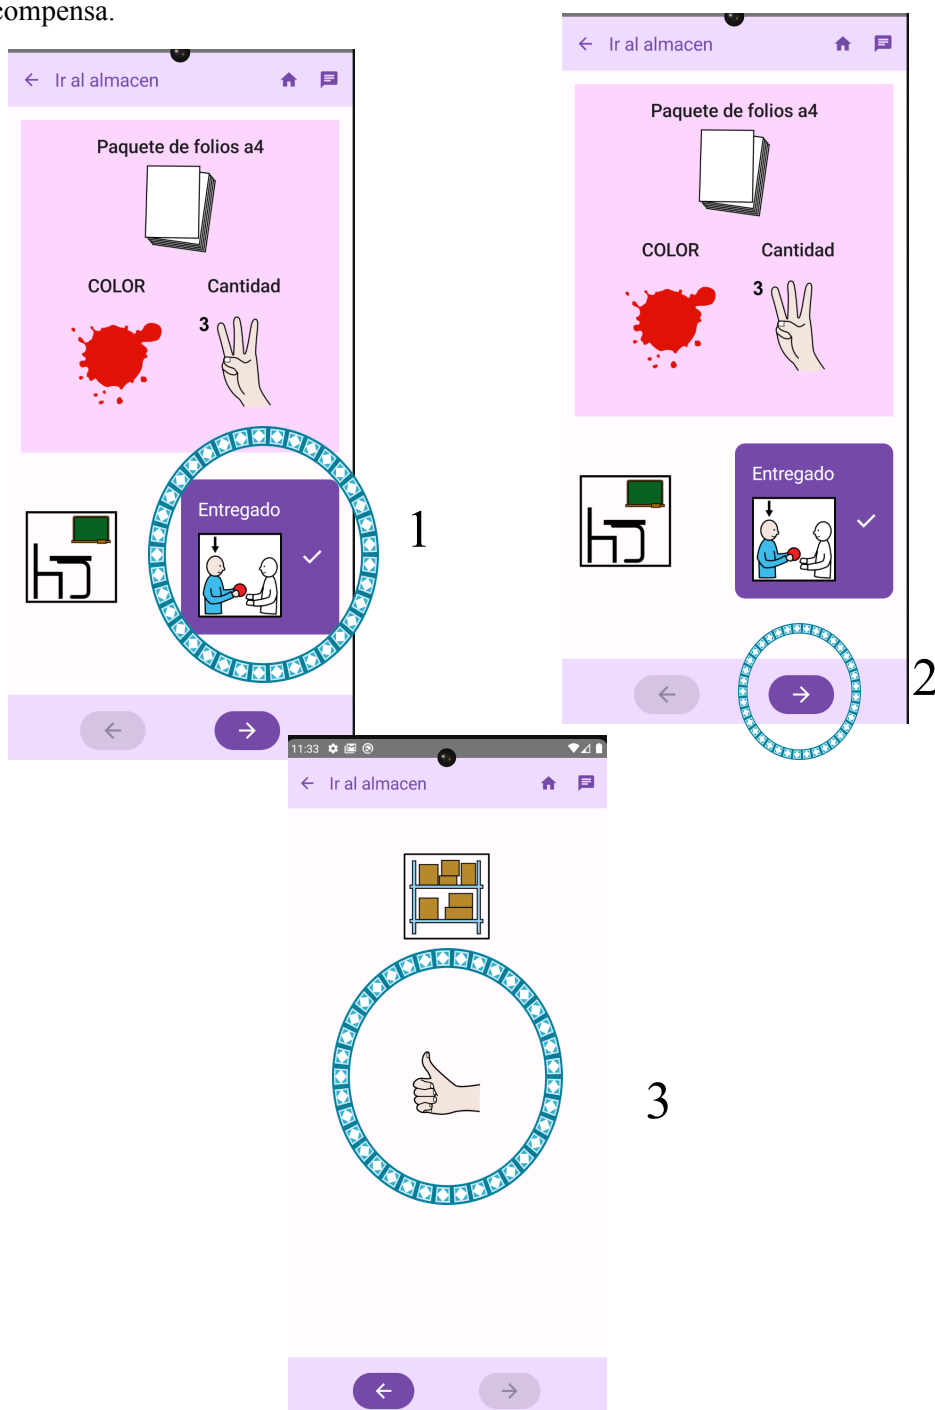 compensa.
Ir al almacen
Paquete de folios a4
COLOR Cantidad
3
Entregado
1
Ir al almacen
Paquete de folios a4
COLOR Cantidad
3
Entregado
2
11:33
Ir al almacen
3